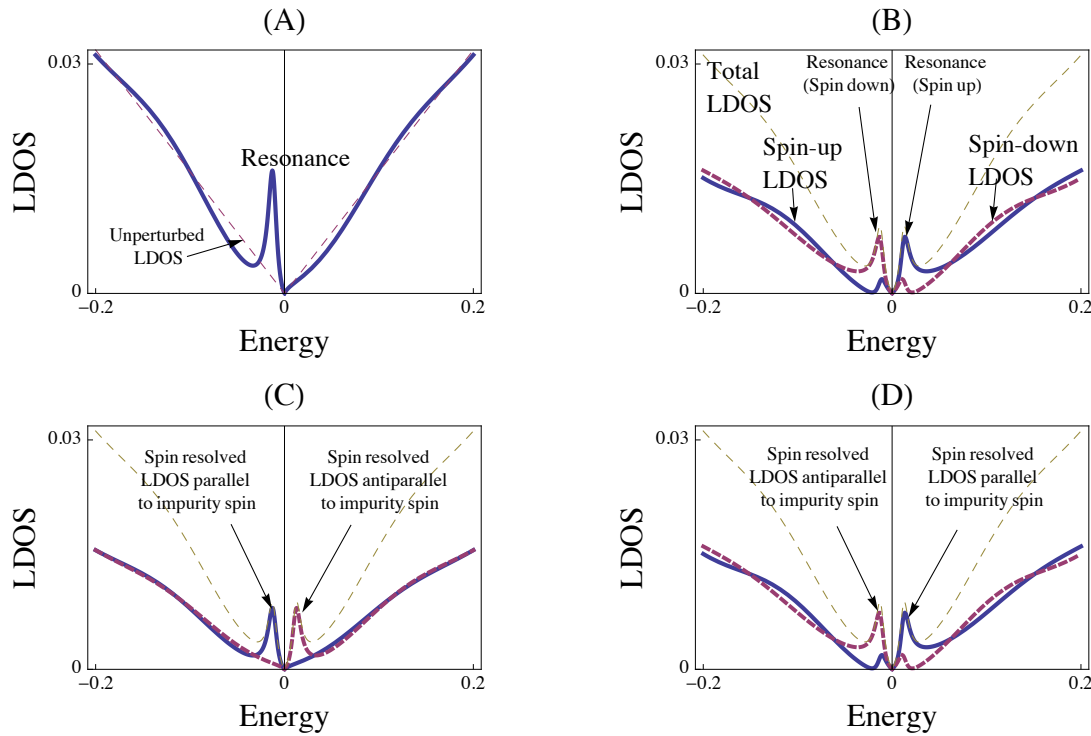 (A)
0.03
LDOS
Resonance
Unperturbed
LDOS
0
−0.2
0
0.2
Energy
(B)
0.03
LDOS
Total
LDOS
Resonance
(Spin down)
Resonance
(Spin up)
Spin-up
LDOS
Spin-down
LDOS
0
−0.2
0
0.2
Energy
(C)
0.03
LDOS
Spin resolved
LDOS parallel
to impurity spin
Spin resolved
LDOS antiparallel
to impurity spin
0
−0.2
0
0.2
Energy
(D)
0.03
LDOS
Spin resolved
LDOS antiparallel
to impurity spin
Spin resolved
LDOS parallel
to impurity spin
0
−0.2
0
0.2
Energy